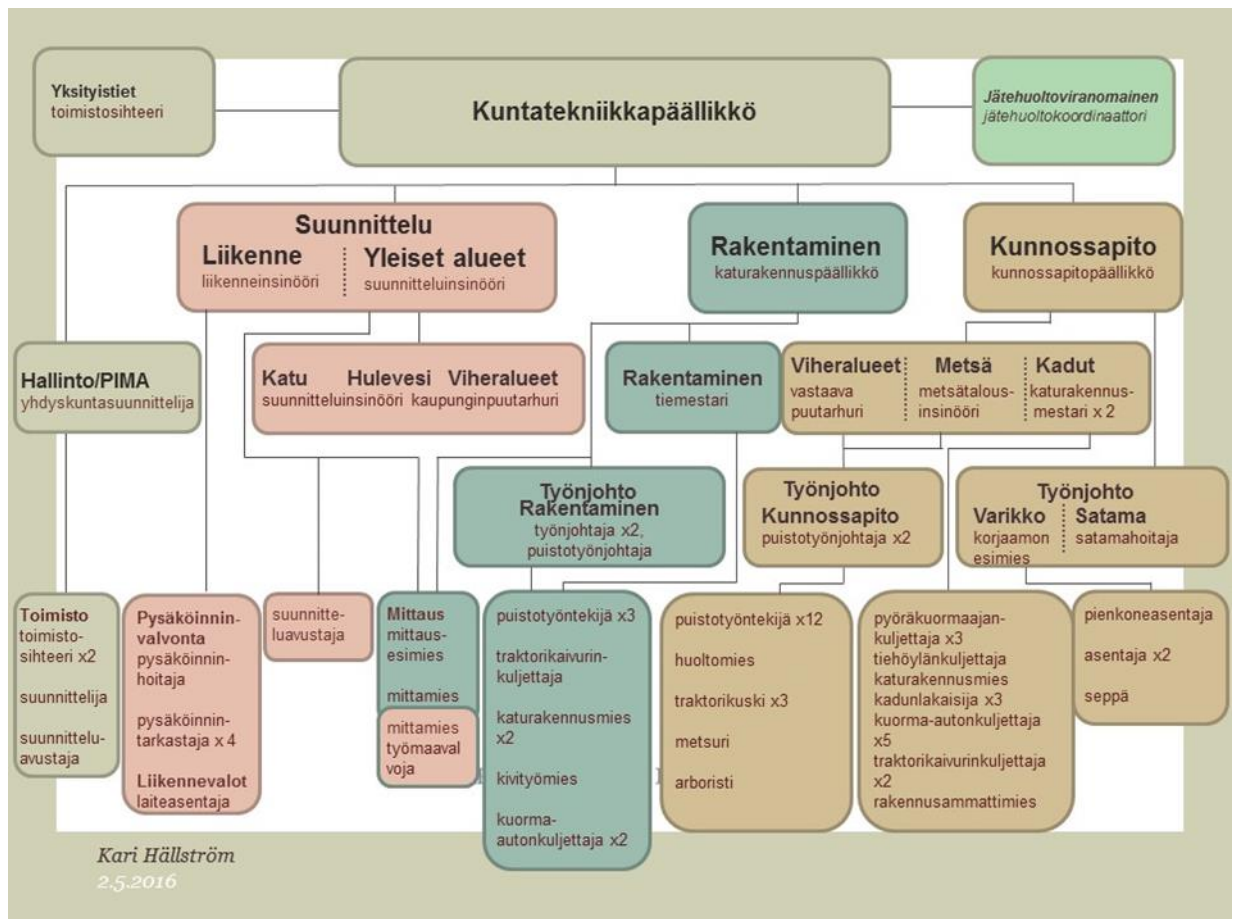 Yksityistiet
toimistosihteeri
Kuntatekniikkapäällikkö
Jätehuoltoviranomainen
jätehuoltokoordinaattori
Suunnittelu
Liikenne
liikenneinsinööri
Yleiset alueet
suunnitteluinsinööri
Rakentaminen
katurakennuspäällikkö
Kunnossapito
kunnossapitopäällikkö
Hallinto/PIMA
yhdyskuntasuunnittelija
Katu Hulevesi Viheralueet
suunnitteluinsinööri kaupunginpuutarhuri
Rakentaminen
tiemestari
Viheralueet
vastaava
puutarhuri
Metsä
metsätalous-
insinööri
Kadut
katurakennus-
mestari x 2
Työnjohto
Rakentaminen
työnjohtaja x2,
puistotyönjohtaja
Työnjohto
Kunnossapito
puistotyönjohtaja x2
Työnjohto
Varikko
korjaamon
esimies
Satama
satamahoitaja
Toimisto
toimisto-
sihteeri x2
suunnittelija
suunnittelu-
avustaja
Pysäköinnin-
valvonta
pysäköinnin-
hoitaja
pysäköinnin-
tarkastaja x 4
Liikennevalot
laiteasentaja
suunnitte-
luavustaja
Mittaus
mittaus-
esimies
mittamies
mittamies
työmaaval
voja
puistotyöntekijä x3
traktorikaivurin-
kuljettaja
katurakennusmies
x2
kivityömies
kuorma-
autonkuljettaja x2
puistotyöntekijä x12
huoltomies
traktorikuski x3
metsuri
arboristi
pyöräkuormaajan-
kuljettaja x3
tiehöylänkuljettaja
katurakennusmies
kadunlakaisija x3
kuorma-autonkuljettaja
x5
traktorikaivurinkuljettaja
x2
rakennusammattimies
pienkoneasentaja
asentaja x2
seppä
Kari Hällström
2.5.2016